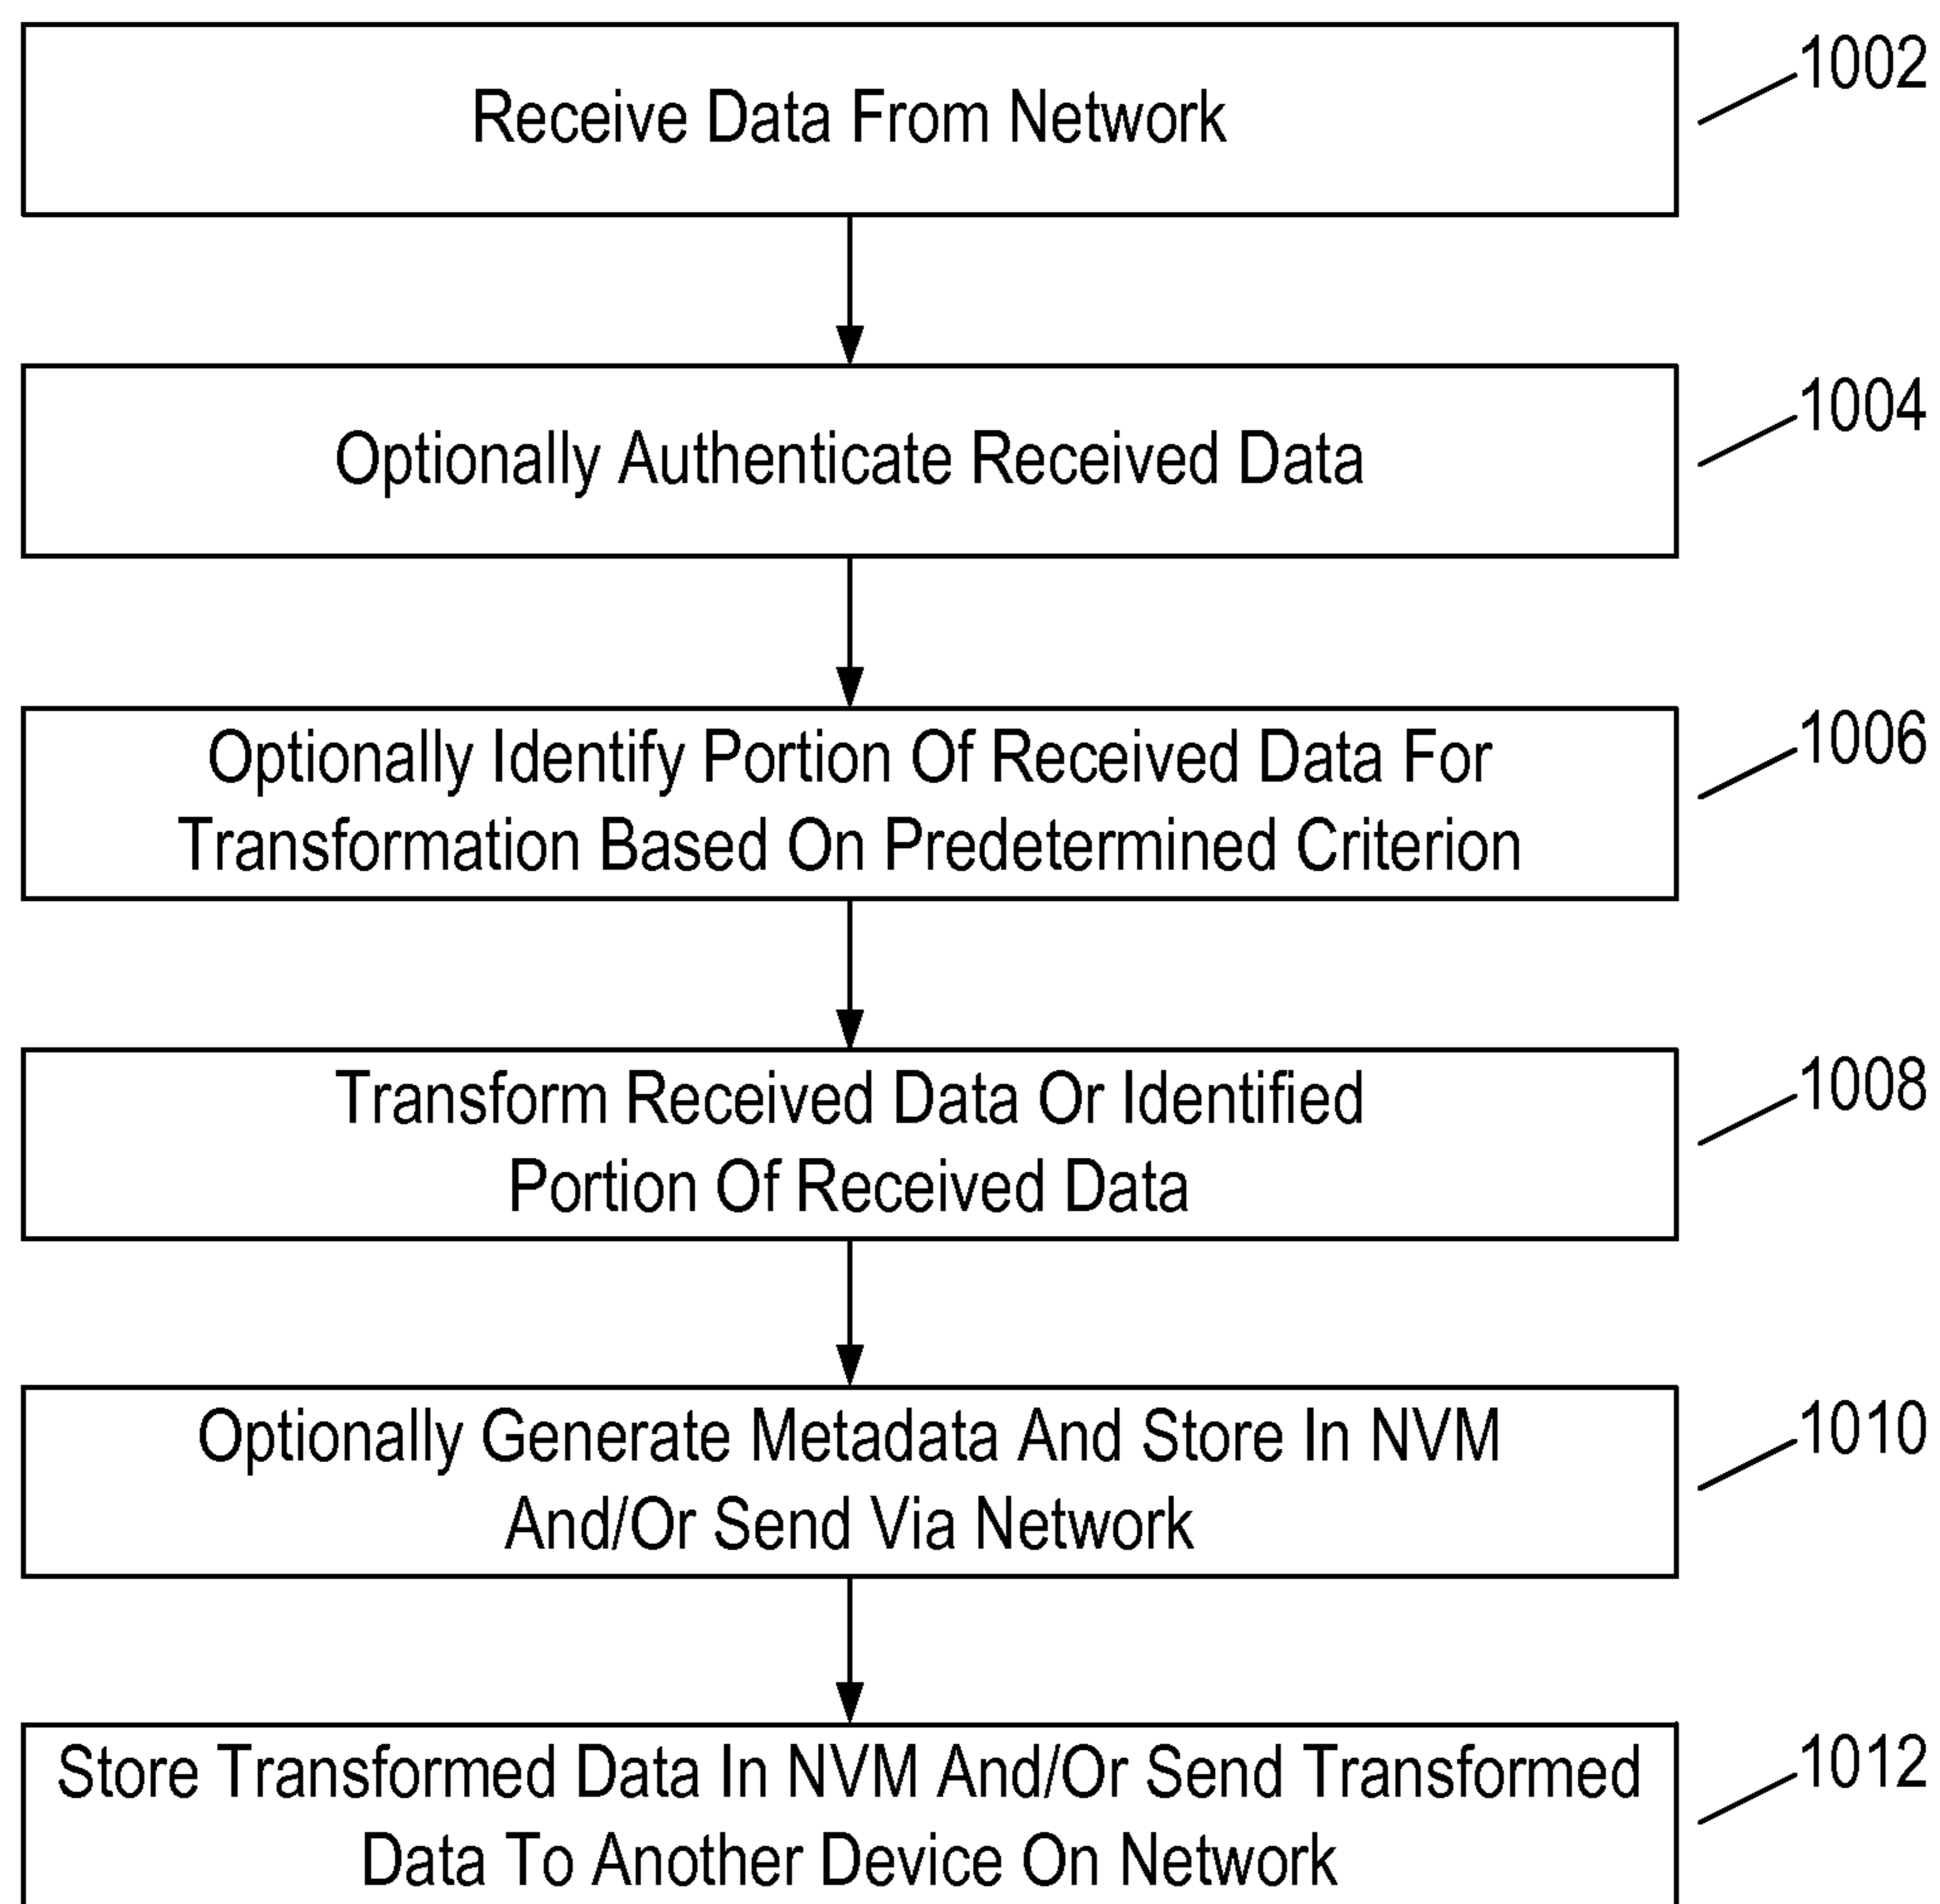 Receive Data From Network
1002
Optionally Authenticate Received Data
1004
Optionally Identify Portion Of Received Data For
Transformation Based On Predetermined Criterion
1006
Transform Received Data Or Identified
Portion Of Received Data
1008
Optionally Generate Metadata And Store In NVM
And/Or Send Via Network
1010
Store Transformed Data In NVM And/Or Send Transformed
Data To Another Device On Network
1012